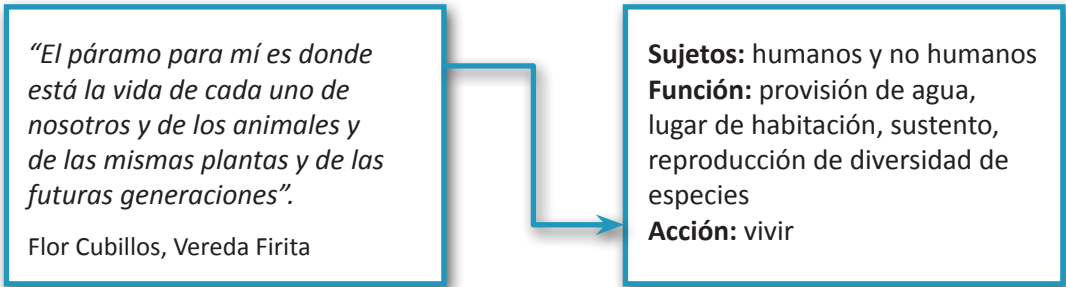 “El páramo para mí es donde
está la vida de cada uno de
nosotros y de los animales y
de las mismas plantas y de las
futuras generaciones”.
Flor Cubillos, Vereda Firita
Sujetos: humanos y no humanos
Función: provisión de agua,
lugar de habitación, sustento,
reproducción de diversidad de
especies
Acción: vivir